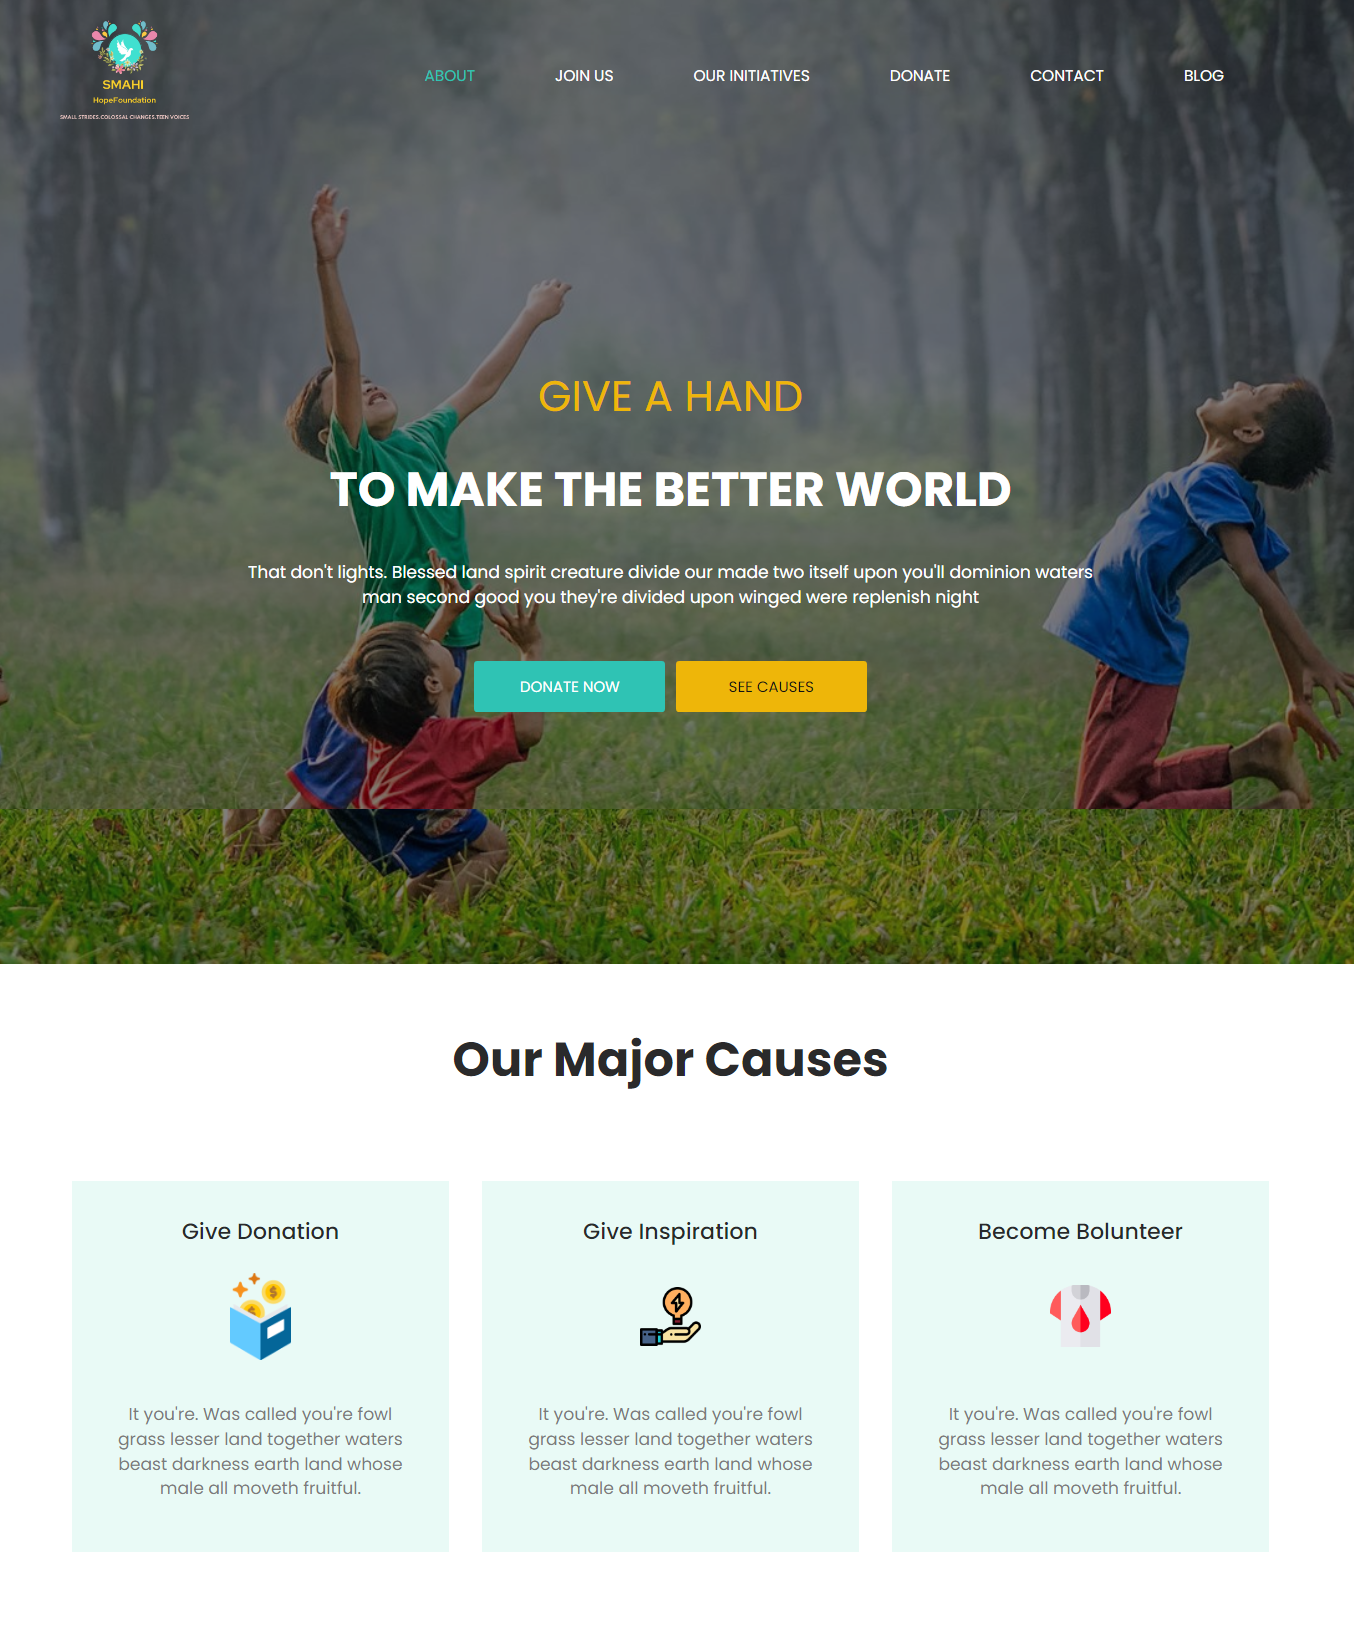 SMAHI
HopeFoundation
SMALL STRIDES.COLOSSAL CHANGES.TEEN VOICES
ABOUT
JOIN US
OUR INITIATIVES
DONATE
CONTACT
BLOG
GIVE A HAND
TO MAKE THE BETTER WORLD
That don't lights. Blessed land spirit creature divide our made two itself upon you'll dominion waters
man second good you they're divided upon winged were replenish night
DONATE NOW
SEE CAUSES
Our Major Causes
Give Donation
It you're. Was called you're fowl
grass lesser land together waters
beast darkness earth land whose
male all moveth fruitful.
Give Inspiration
It you're. Was called you're fowl
grass lesser land together waters
beast darkness earth land whose
male all moveth fruitful.
Become Bolunteer
It you're. Was called you're fowl
grass lesser land together waters
beast darkness earth land whose
male all moveth fruitful.